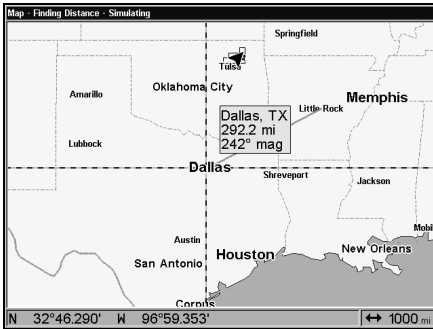 Map - Finding Distance - Simulating
Springfield
Tulsa
Oklahoma City
Amarillo
Memphis
Little Rock
Dallas, TX
292.2 mi
242° mag
Lubbock
Dallas
Shreveport
Jackson
Mobi
Austin
Houston
New Orleans
San Antonio
Corpus
N 32°46.290' W 96°59.353' ↔ 1000 mi